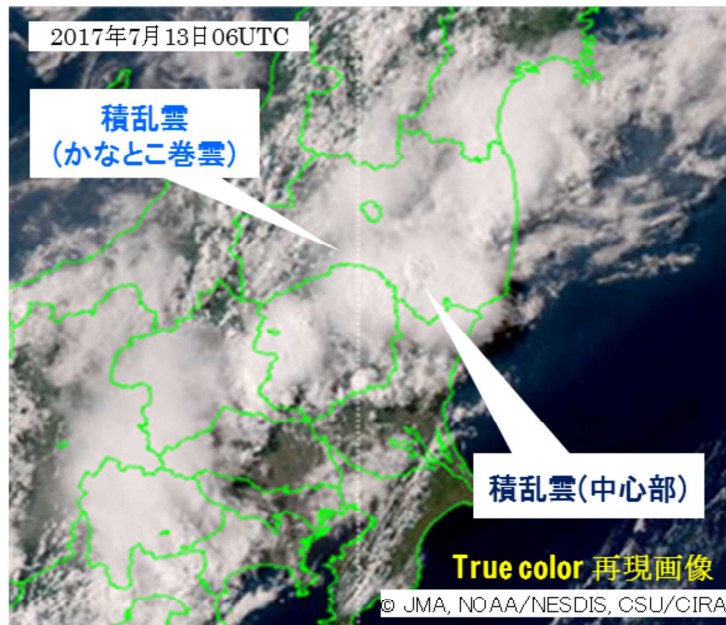 2017年7月13日06UTC
積乱雲
(かなとこ巻雲)
積乱雲(中心部)
True color 再現画像
© JMA, NOAA/NESDIS, CSU/CIRA